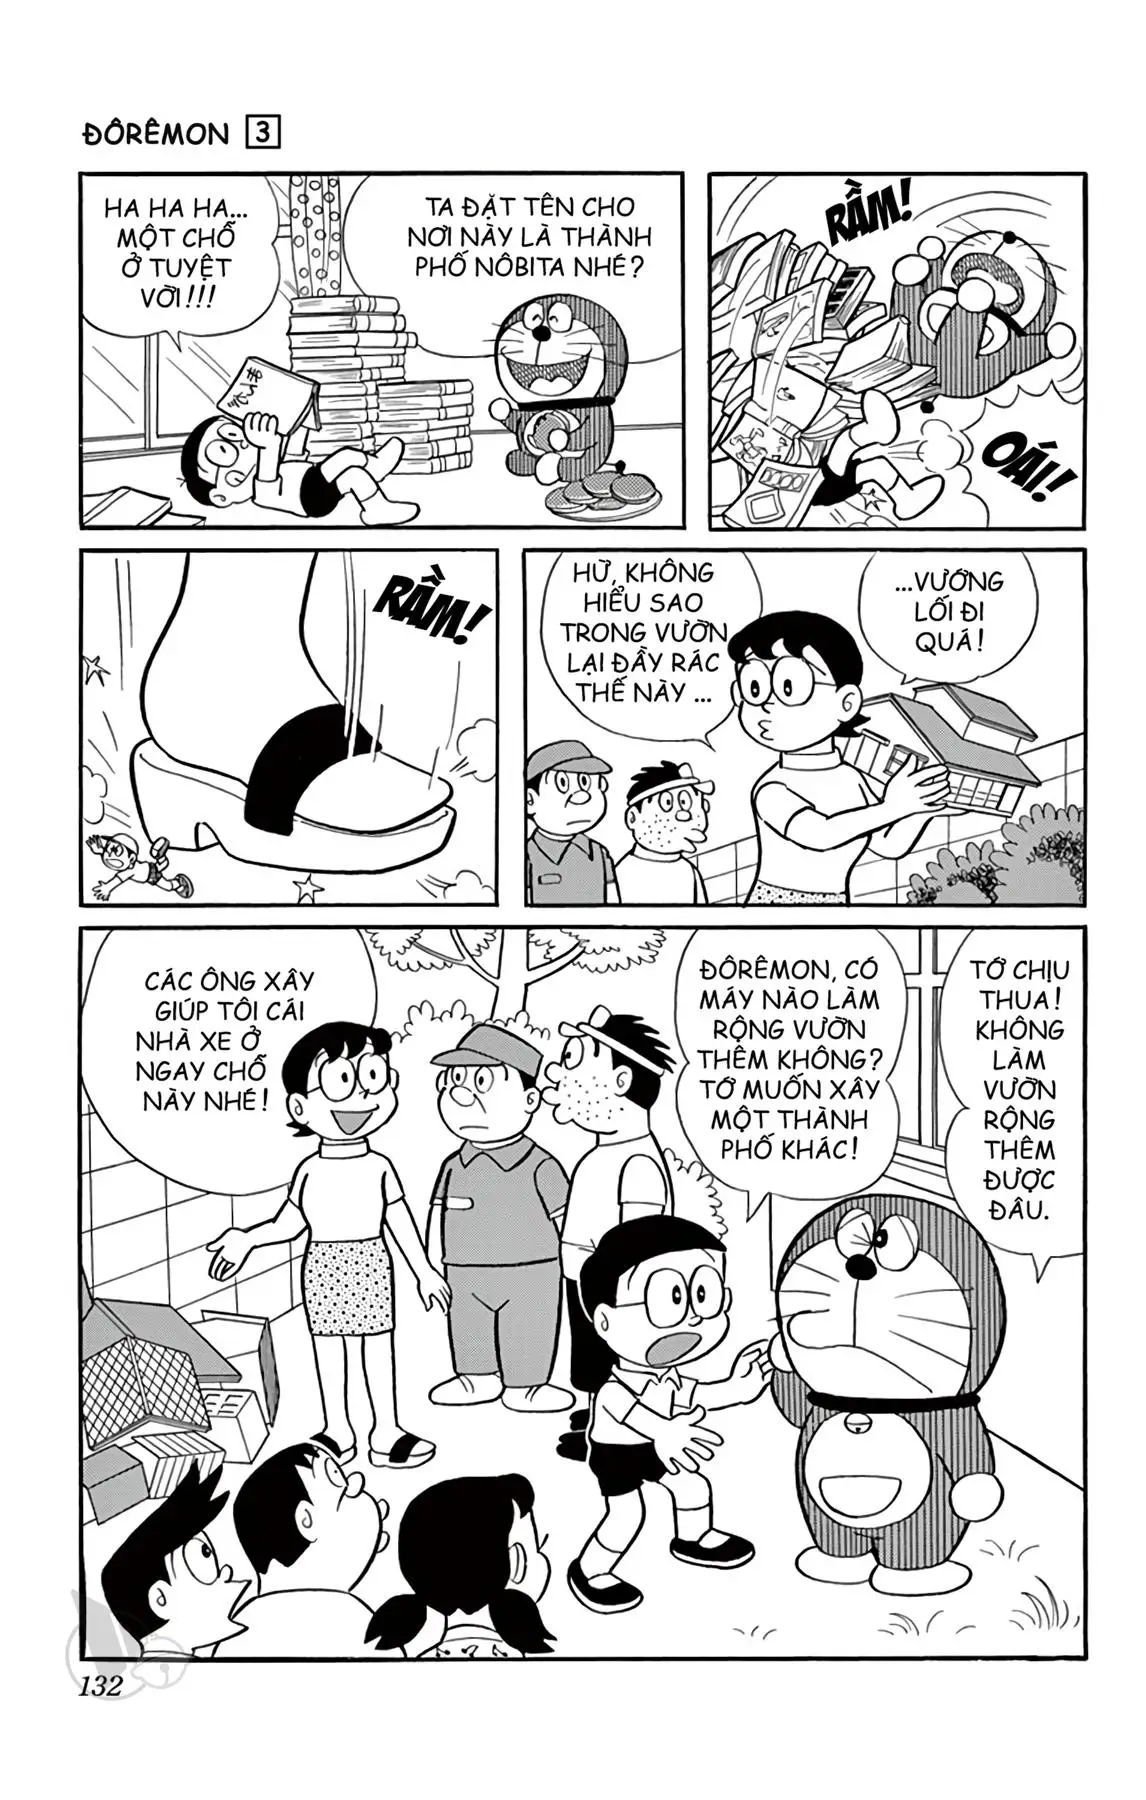 ĐÔRÊMON 3
HA HA HA...
MỘT CHỖ
Ở TUYỆT
VỜI!!!
TA ĐẶT TÊN CHO
NƠI NÀY LÀ THÀNH
PHỐ NÔBITA NHÉ?
RẦM!
OÁI!
RẦM!
HỪ, KHÔNG
HIỂU SAO
TRONG VƯỜN
LẠI ĐẦY RÁC
THẾ NÀY ...
...VƯỚNG
LỐI ĐI
QUÁ!
CÁC ÔNG XÂY
GIÚP TÔI CÁI
NHÀ XE Ở
NGAY CHỖ
NÀY NHÉ!
ĐÔRÊMON, CÓ
MÁY NÀO LÀM
RỘNG VƯỜN
THÊM KHÔNG?
TỚ MUỐN XÂY
MỘT THÀNH
PHỐ KHÁC!
TỚ CHỊU
THUA!
KHÔNG
LÀM
VƯỜN
RỘNG
THÊM
ĐƯỢC
ĐÂU.
132